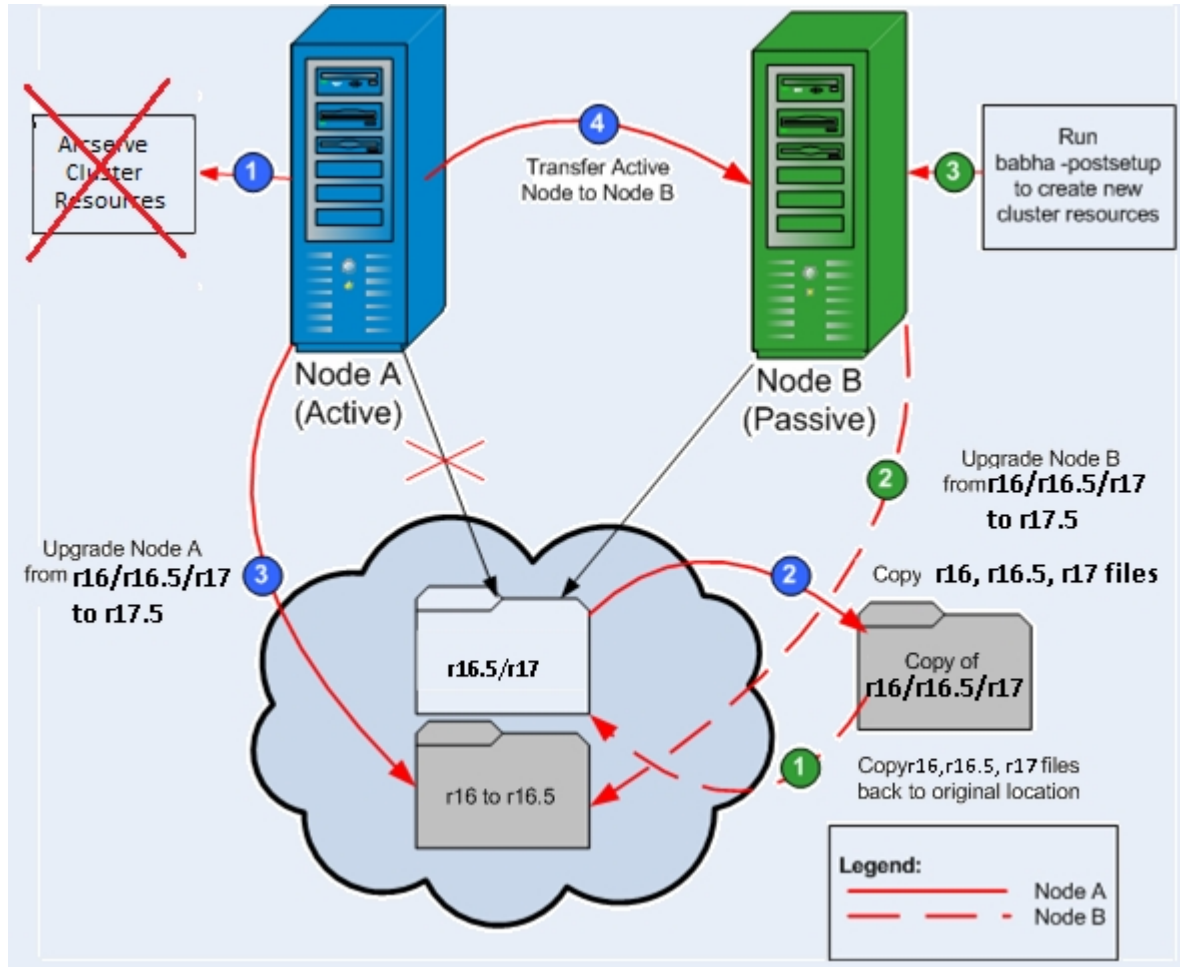 Arcserve
Cluster
Resources
1
4
Transfer Active
Node to Node B
3
Run
babha -postsetup
to create new
cluster resources
Node A
(Active)
Node B
(Passive)
2
Upgrade Node B
from r16/r16.5/r17
to r17.5
Upgrade Node A
from r16/r16.5/r17
to r17.5
3
2
Copy r16, r16.5, r17 files
r16.5/r17
Copy of
r16/r16.5/r17
r16 to r16.5
1
Copyr16,r16.5, r17 files
back to original location
Legend:
Node A
Node B